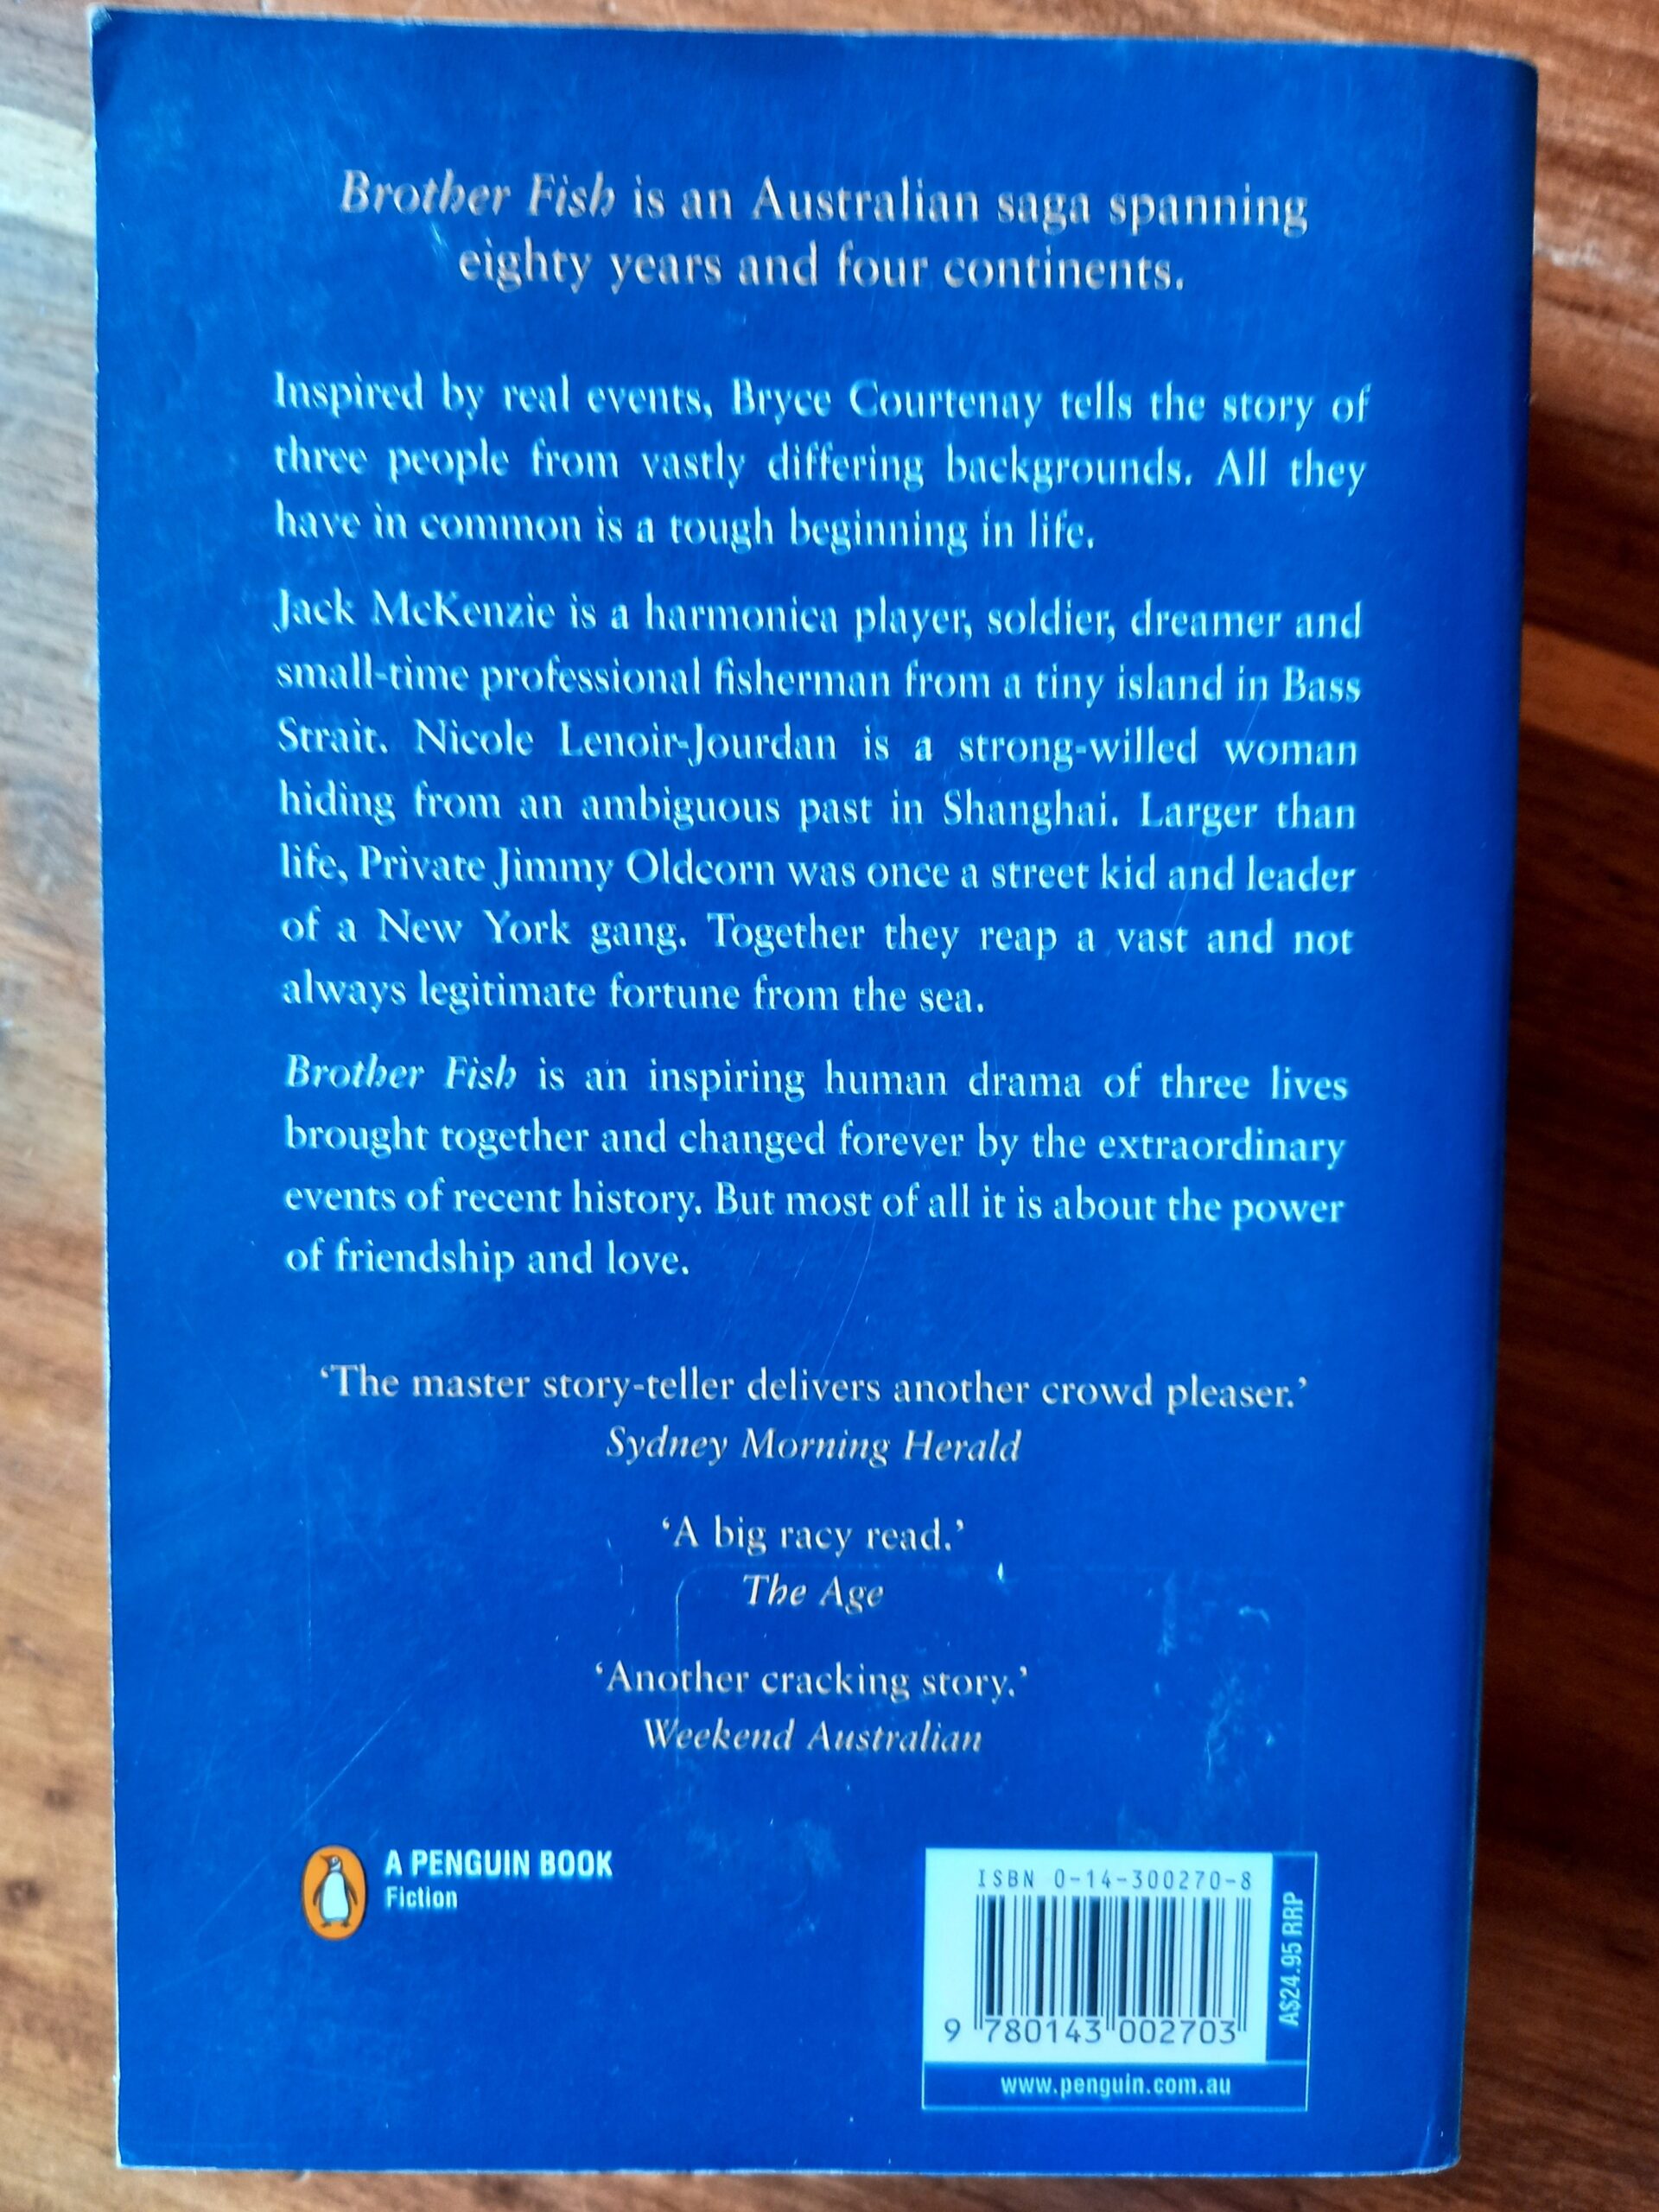 Brother Fish is an Australian saga spanning
eighty years and four continents.
Inspired by real events, Bryce Courtenay tells the story of
three people from vastly differing backgrounds. All they
have in common is a tough beginning in life.
Jack McKenzie is a harmonica player, soldier, dreamer and
small-time professional fisherman from a tiny island in Bass
Strait. Nicole Lenoir-Jourdan is a strong-willed woman
hiding from an ambiguous past in Shanghai. Larger than
life, Private Jimmy Oldcorn was once a street kid and leader
of a New York gang. Together they reap a vast and not
always legitimate fortune from the sea.
Brother Fish is an inspiring human drama of three lives
brought together and changed forever by the extraordinary
events of recent history. But most of all it is about the power
of friendship and love.
‘The master story-teller delivers another crowd pleaser.’
Sydney Morning Herald
‘A big racy read.’
The Age
‘Another cracking story.’
Weekend Australian
A PENGUIN BOOK
Fiction
ISBN 0-14-300270-8
9 780143 002703
A$24.95 RRP
www.penguin.com.au